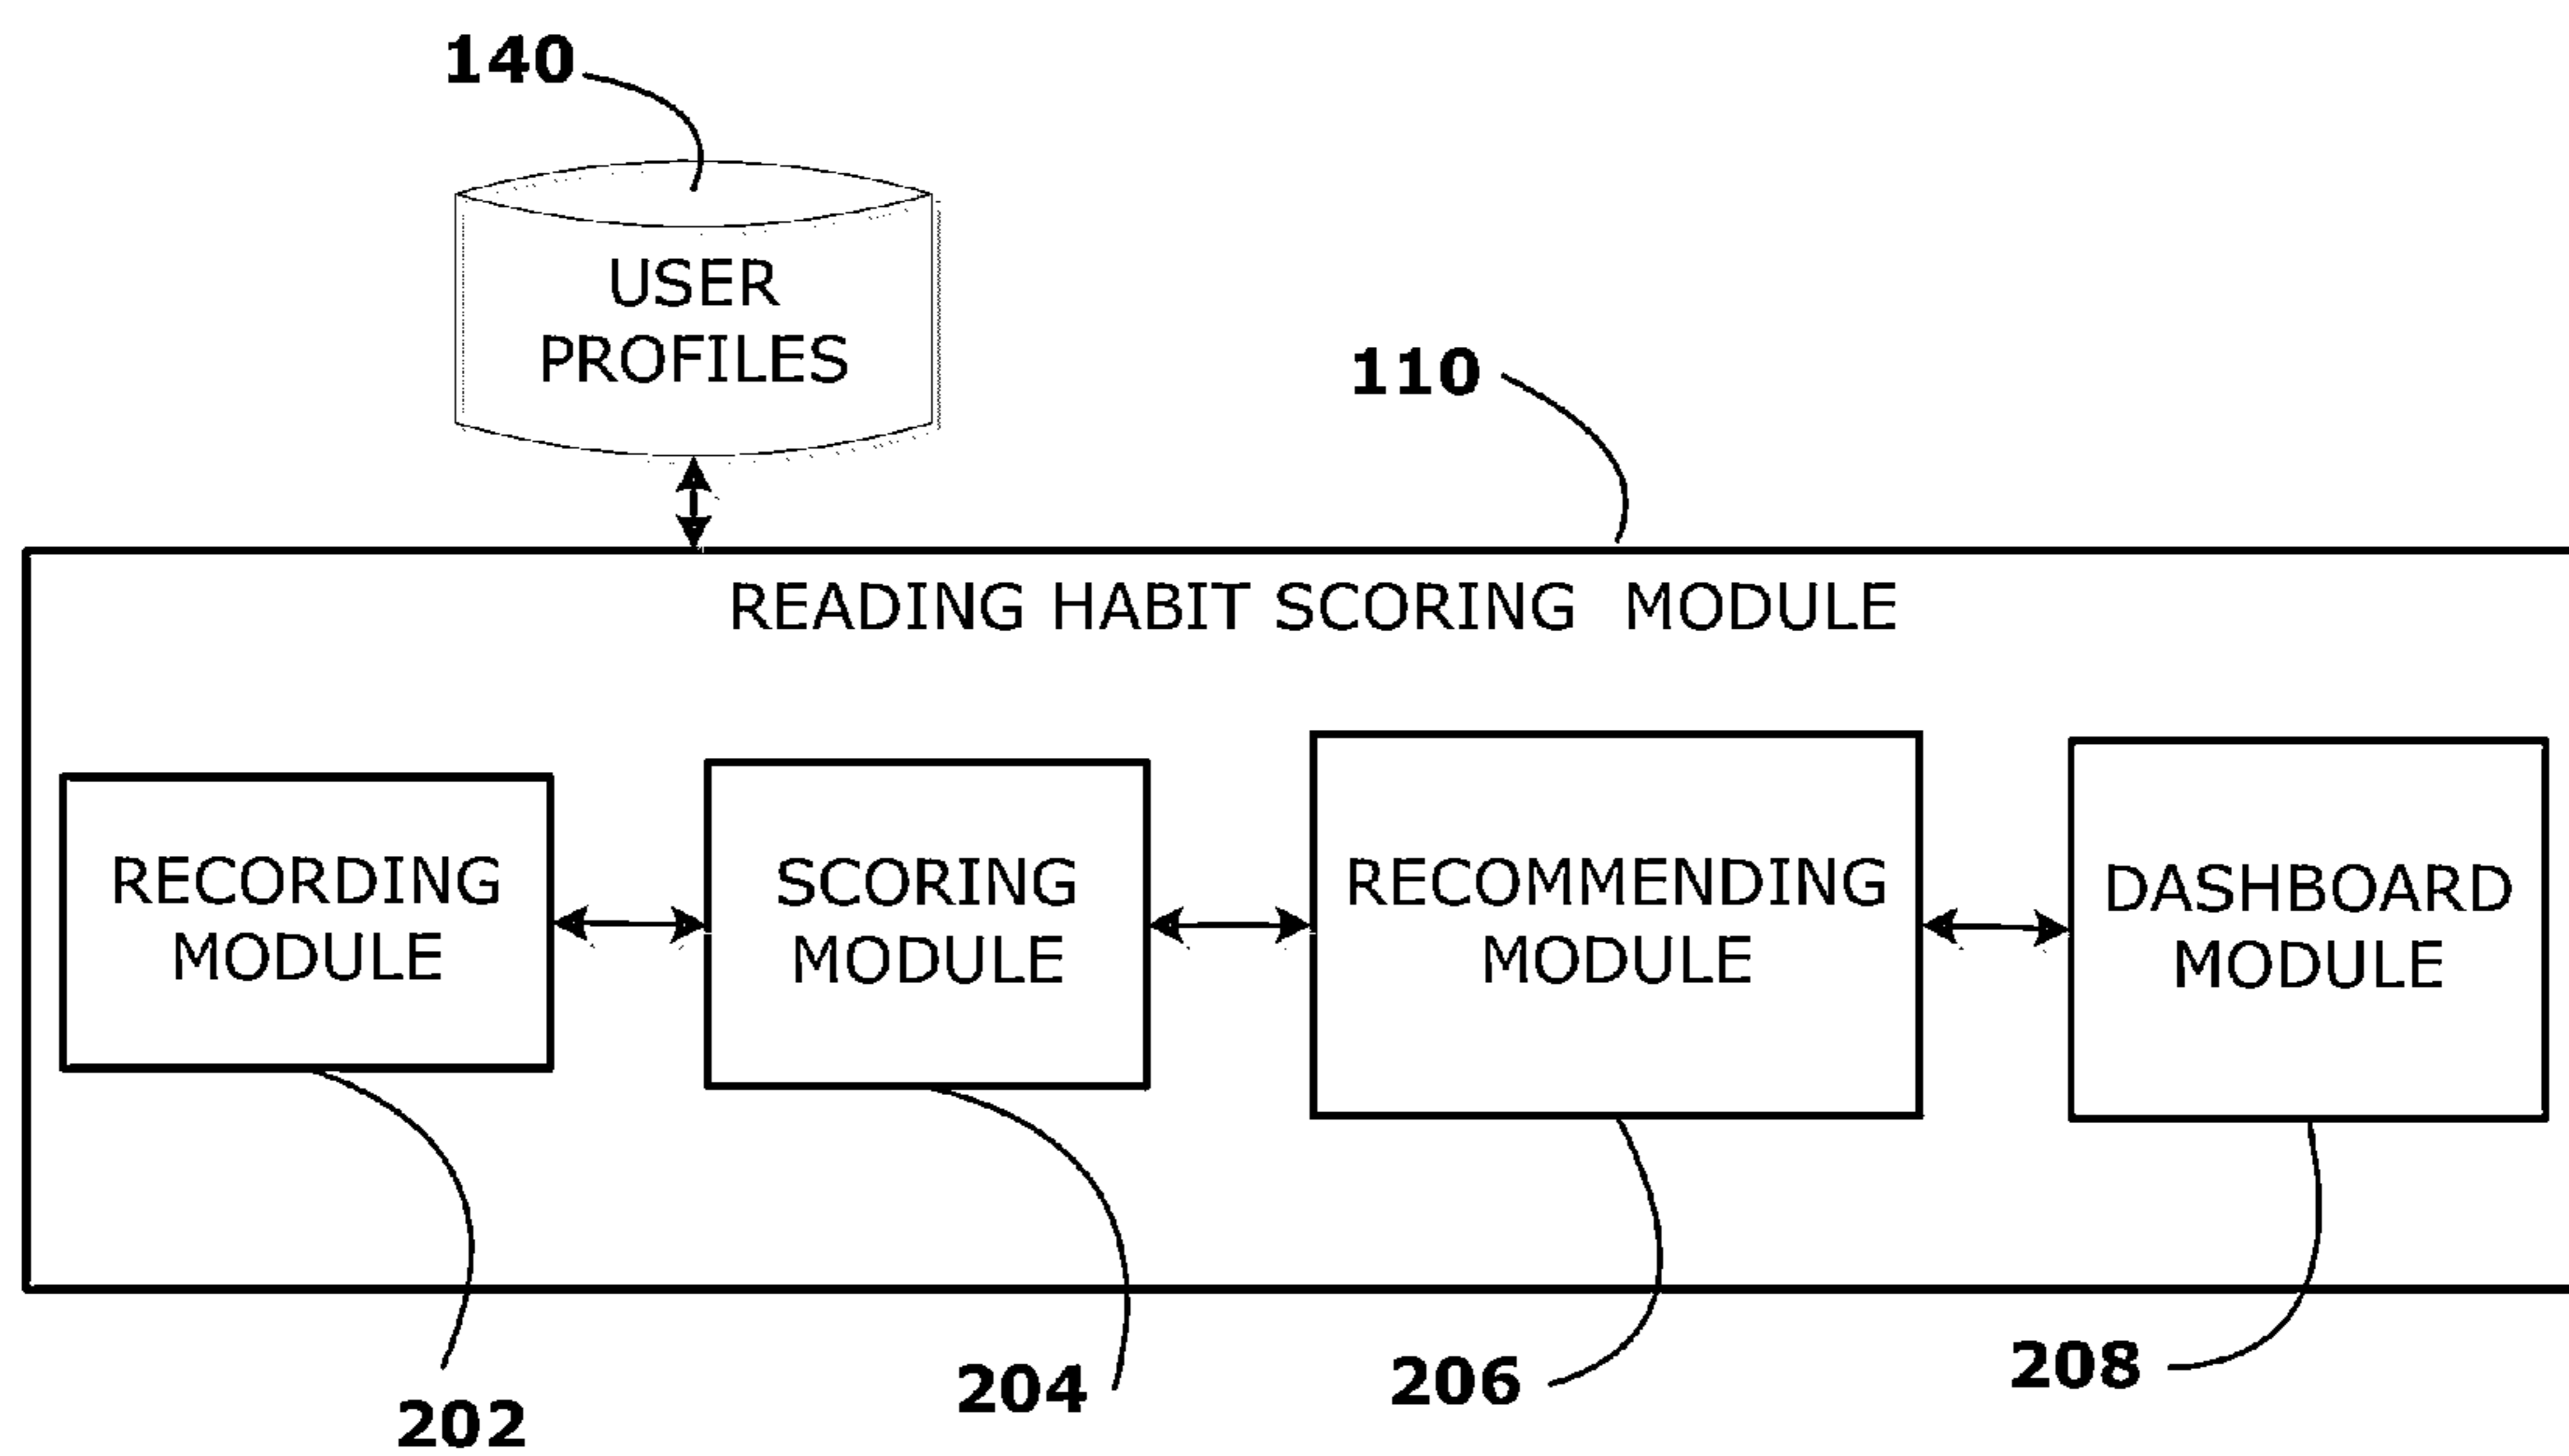 140
USER
PROFILES
110
READING HABIT SCORING MODULE
RECORDING
MODULE
SCORING
MODULE
RECOMMENDING
MODULE
DASHBOARD
MODULE
202
204
206
208